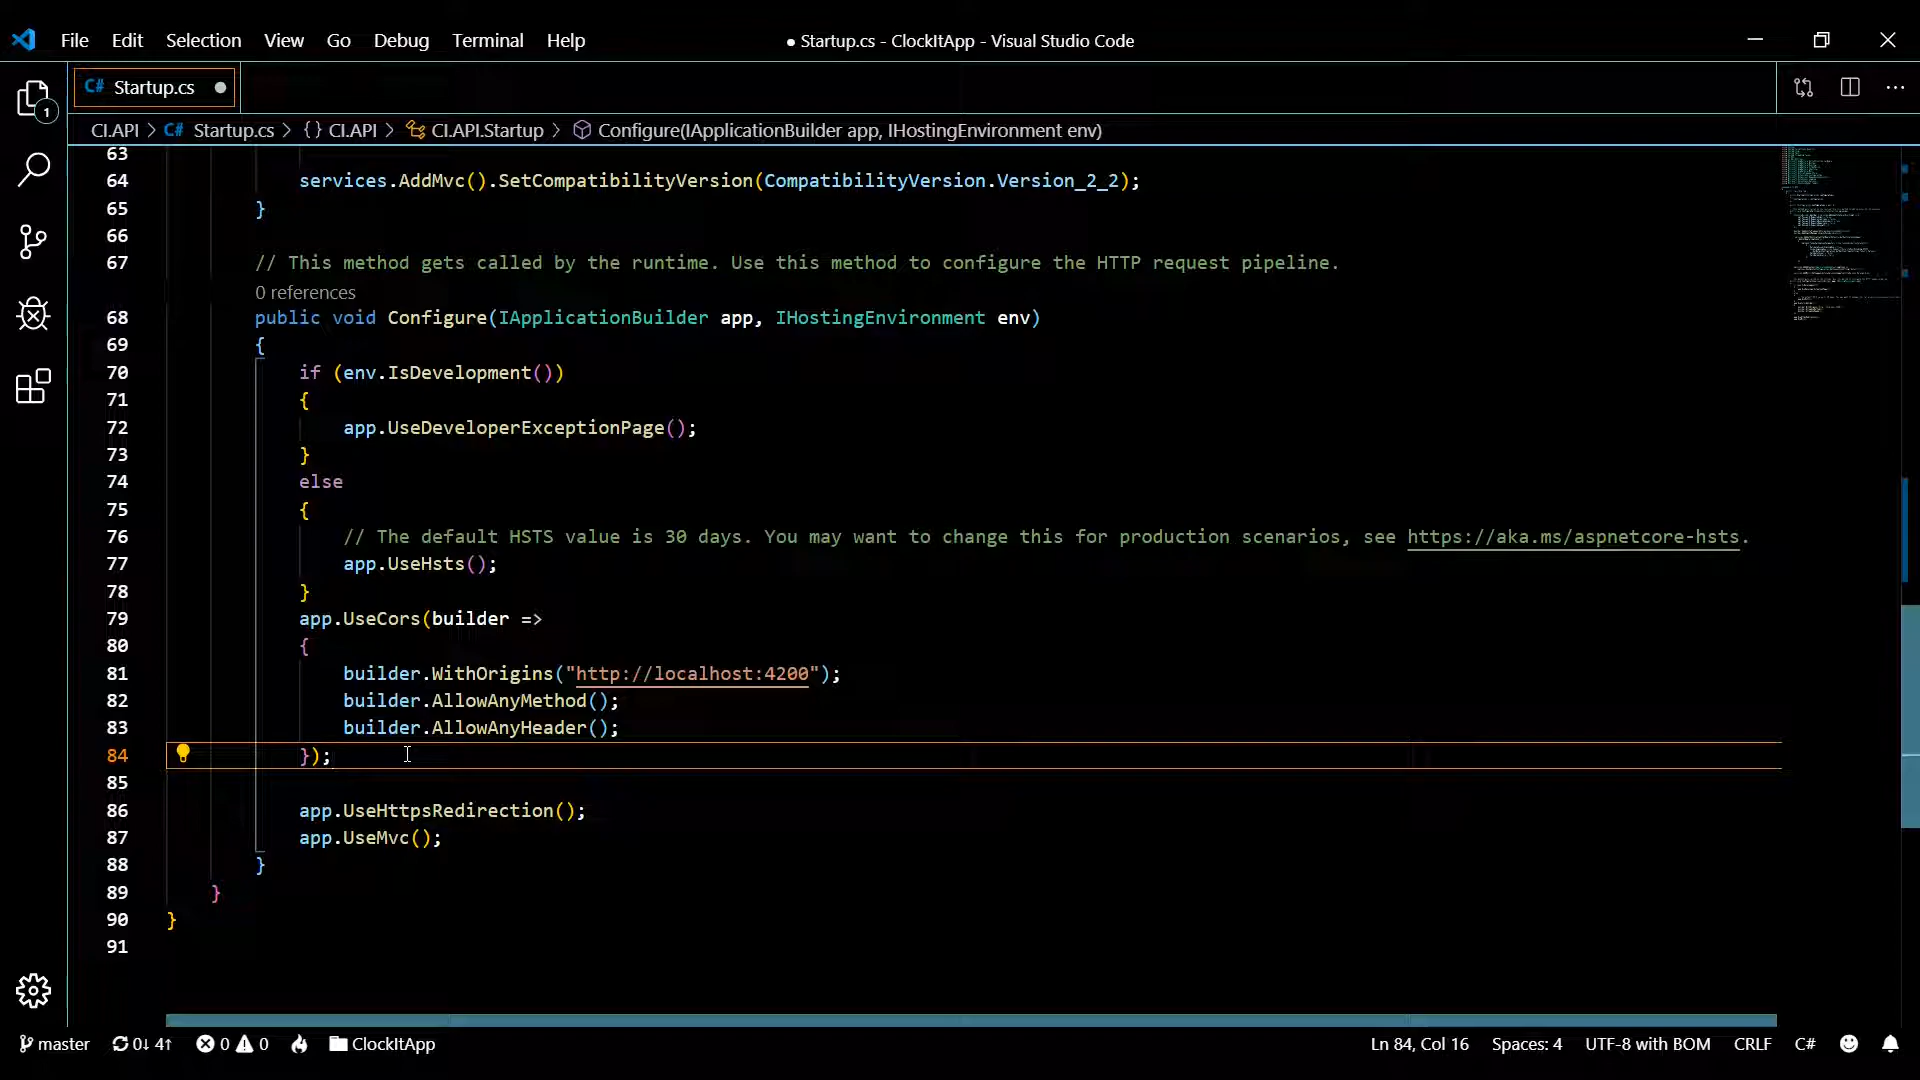 File Edit Selection View Go Debug Terminal Help ● Startup.cs - ClockItApp - Visual Studio Code
C# Startup.cs ●
1
CI.API > C# Startup.cs > {} CI.API > CI.API.Startup > Configure(IApplicationBuilder app, IHostingEnvironment env)
63
64 services.AddMvc().SetCompatibilityVersion(CompatibilityVersion.Version_2_2);
65 }
66
67 // This method gets called by the runtime. Use this method to configure the HTTP request pipeline.
0 references
68 public void Configure(IApplicationBuilder app, IHostingEnvironment env)
69 {
70 if (env.IsDevelopment())
71 {
72 app.UseDeveloperExceptionPage();
73 }
74 else
75 {
76 // The default HSTS value is 30 days. You may want to change this for production scenarios, see https://aka.ms/aspnetcore-hsts.
77 app.UseHsts();
78 }
79 app.UseCors(builder =>
80 {
81 builder.WithOrigins("http://localhost:4200");
82 builder.AllowAnyMethod();
83 builder.AllowAnyHeader();
84 });
85
86 app.UseHttpsRedirection();
87 app.UseMvc();
88 }
89 }
90 }
91
master 0↓ 4↑ 0 0 ClockItApp Ln 84, Col 16 Spaces: 4 UTF-8 with BOM CRLF C#